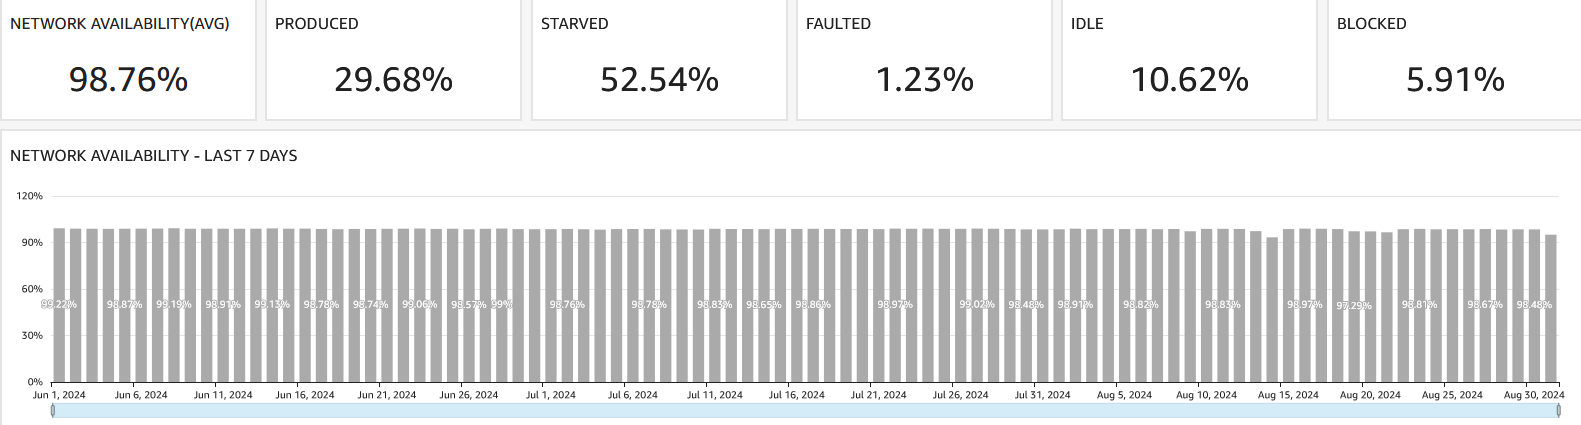 NETWORK AVAILABILITY(AVG) PRODUCED STARVED FAULTED IDLE BLOCKED
98.76% 29.68% 52.54% 1.23% 10.62% 5.91%
NETWORK AVAILABILITY - LAST 7 DAYS
120%
90%
60%
99.22% 98.87% 99.19% 98.91% 99.13% 98.78% 98.74% 99.06% 98.57% 99% 98.76% 98.78% 98.83% 98.65% 98.86% 98.97% 99.02% 98.48% 98.91% 98.82% 98.83% 98.97% 97.29% 98.81% 98.67% 98.48%
30%
0%
Jun 1, 2024 Jun 6, 2024 Jun 11, 2024 Jun 16, 2024 Jun 21, 2024 Jun 26, 2024 Jul 1, 2024 Jul 6, 2024 Jul 11, 2024 Jul 16, 2024 Jul 21, 2024 Jul 26, 2024 Jul 31, 2024 Aug 5, 2024 Aug 10, 2024 Aug 15, 2024 Aug 20, 2024 Aug 25, 2024 Aug 30, 2024